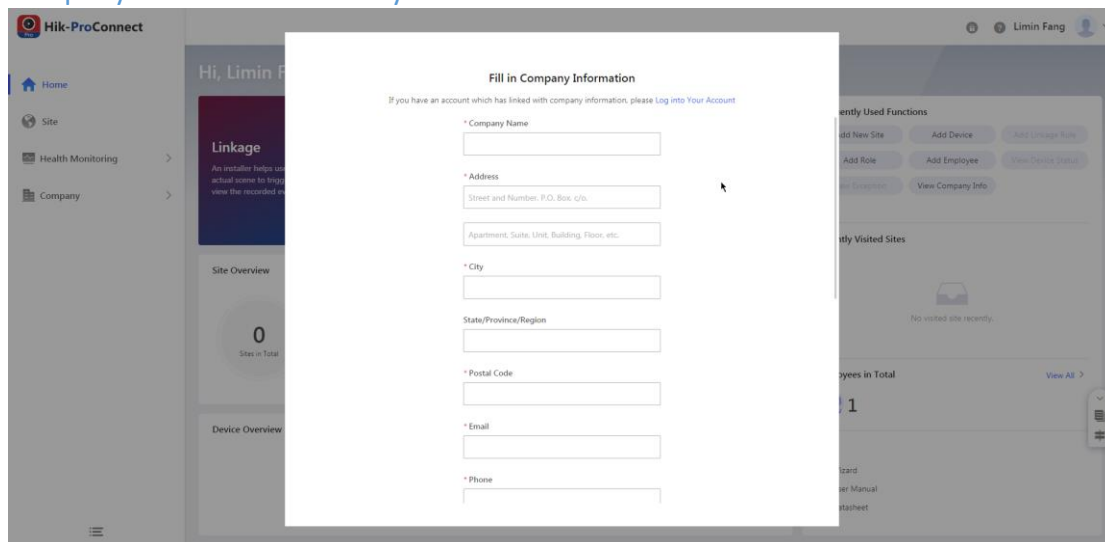 Hik-ProConnect
Limin Fang
Home
Site
Health Monitoring
Company
Hi, Limin F
Linkage
An installer helps us
actual scene to trigg
view the recorded ev
Site Overview
0
Sites in Total
Device Overview
Fill in Company Information
If you have an account which has linked with company information, please Log into Your Account
* Company Name
* Address
Street and Number, P.O. Box, c/o.
Apartment, Suite, Unit, Building, Floor, etc.
* City
State/Province/Region
* Postal Code
* Email
* Phone
ently Used Functions
dd New Site
Add Device
Add Linkage Rule
Add Role
Add Employee
View Device Status
View Company Info
tly Visited Sites
No visited site recently.
oyees in Total
View All >
1
izard
ser Manual
atasheet